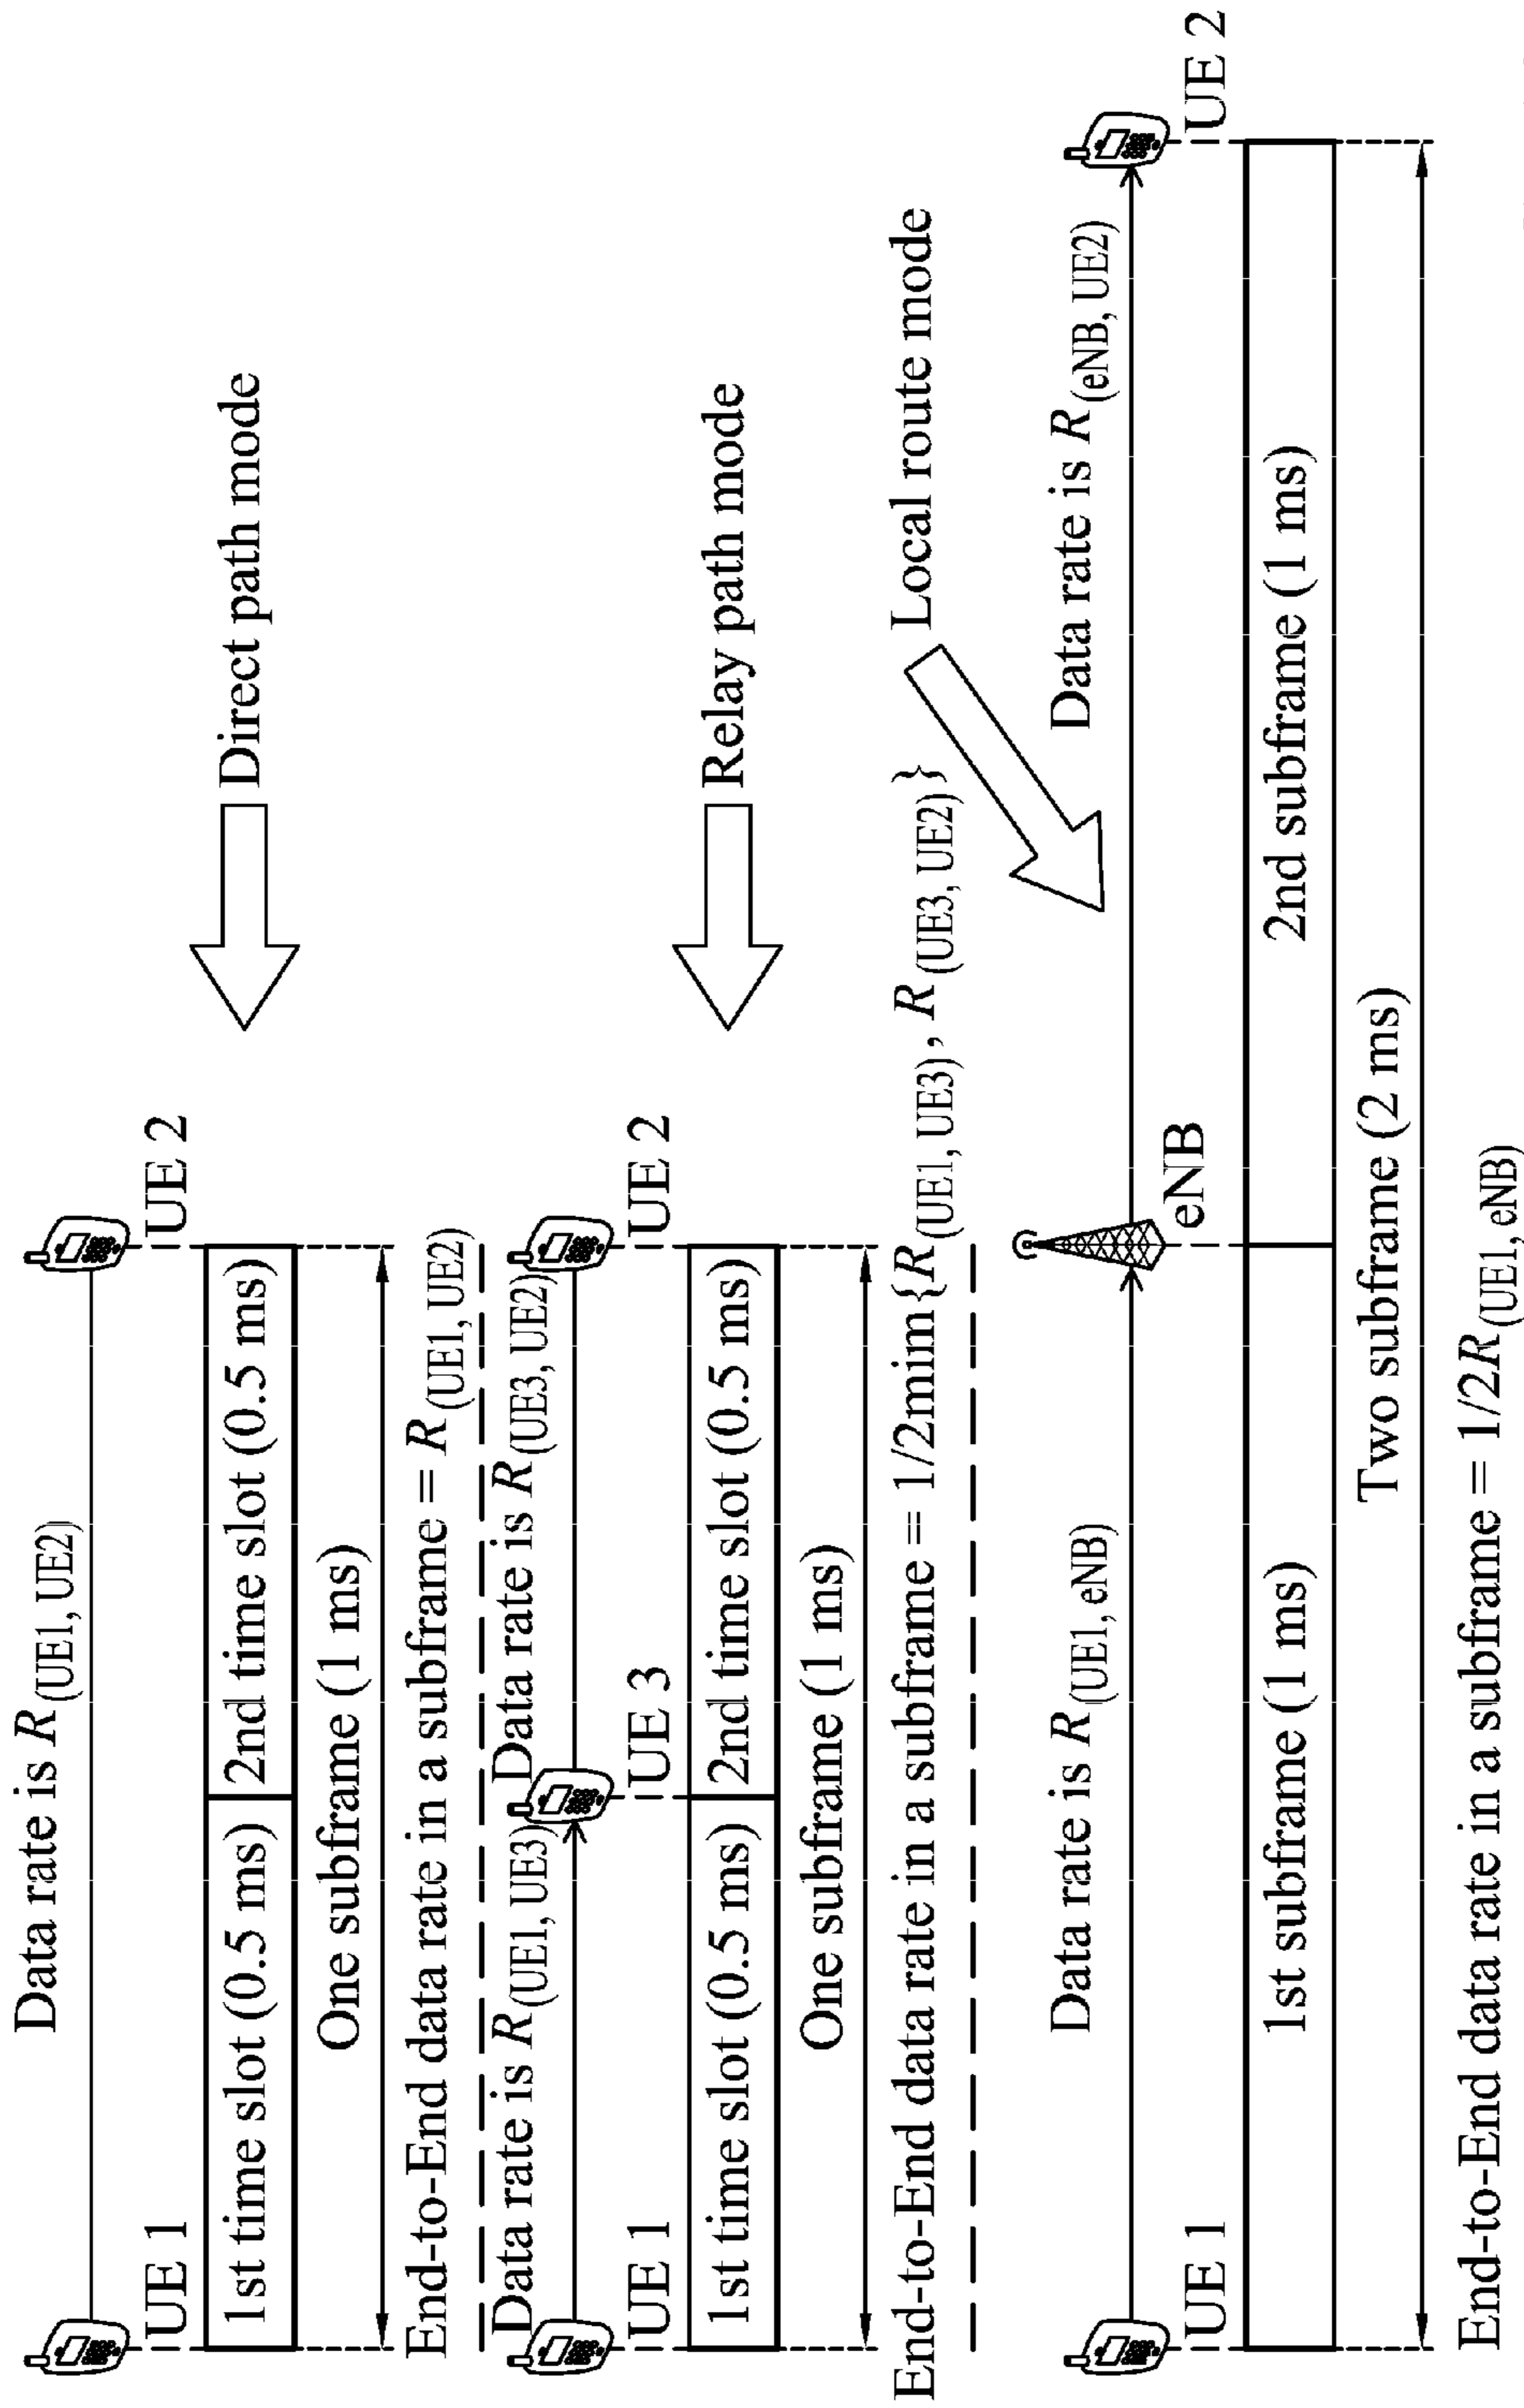 Data rate is R(UE1, UE2)
UE 1
UE 2
1st time slot (0.5 ms)
2nd time slot (0.5 ms)
One subframe (1 ms)
Direct path mode
End-to-End data rate in a subframe = R(UE1, UE2)
Data rate is R(UE1, UE3)
Data rate is R(UE3, UE2)
UE 1
UE 3
UE 2
1st time slot (0.5 ms)
2nd time slot (0.5 ms)
One subframe (1 ms)
Relay path mode
End-to-End data rate in a subframe = 1/2mim{R(UE1, UE3), R(UE3, UE2)}
Local route mode
Data rate is R(UE1, eNB)
Data rate is R(eNB, UE2)
UE 1
eNB
UE 2
1st subframe (1 ms)
2nd subframe (1 ms)
Two subframe (2 ms)
End-to-End data rate in a subframe = 1/2R(UE1, eNB)